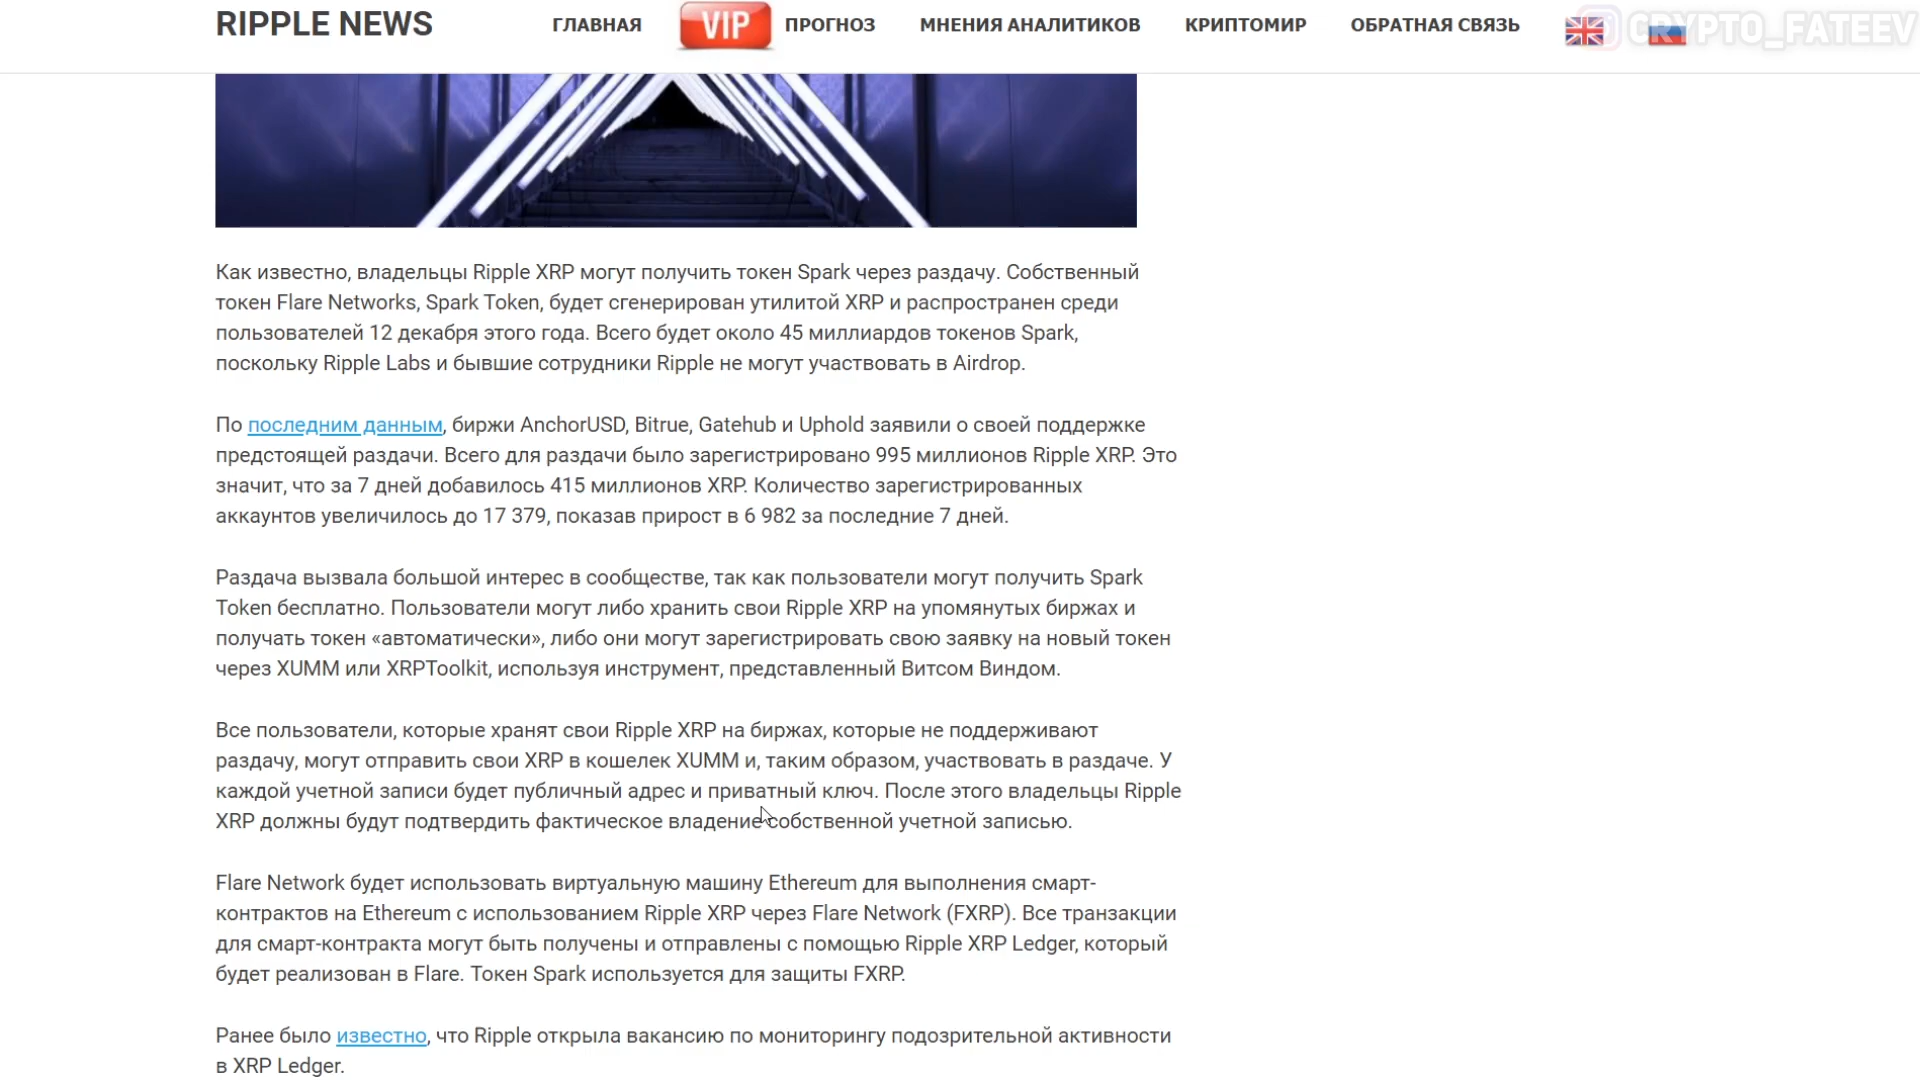 RIPPLE NEWS
ГЛАВНАЯ
VIP ПРОГНОЗ
МНЕНИЯ АНАЛИТИКОВ
КРИПТОМИР
ОБРАТНАЯ СВЯЗЬ
CRYPTO_FATEEV
Как известно, владельцы Ripple XRP могут получить токен Spark через раздачу. Собственный
токен Flare Networks, Spark Token, будет сгенерирован утилитой XRP и распространен среди
пользователей 12 декабря этого года. Всего будет около 45 миллиардов токенов Spark,
поскольку Ripple Labs и бывшие сотрудники Ripple не могут участвовать в Airdrop.
По последним данным, биржи AnchorUSD, Bitrue, Gatehub и Uphold заявили о своей поддержке
предстоящей раздачи. Всего для раздачи было зарегистрировано 995 миллионов Ripple XRP. Это
значит, что за 7 дней добавилось 415 миллионов XRP. Количество зарегистрированных
аккаунтов увеличилось до 17 379, показав прирост в 6 982 за последние 7 дней.
Раздача вызвала большой интерес в сообществе, так как пользователи могут получить Spark
Token бесплатно. Пользователи могут либо хранить свои Ripple XRP на упомянутых биржах и
получать токен «автоматически», либо они могут зарегистрировать свою заявку на новый токен
через XUMM или XRPToolkit, используя инструмент, представленный Витсом Виндом.
Все пользователи, которые хранят свои Ripple XRP на биржах, которые не поддерживают
раздачу, могут отправить свои XRP в кошелек XUMM и, таким образом, участвовать в раздаче. У
каждой учетной записи будет публичный адрес и приватный ключ. После этого владельцы Ripple
XRP должны будут подтвердить фактическое владение собственной учетной записью.
Flare Network будет использовать виртуальную машину Ethereum для выполнения смарт-
контрактов на Ethereum с использованием Ripple XRP через Flare Network (FXRP). Все транзакции
для смарт-контракта могут быть получены и отправлены с помощью Ripple XRP Ledger, который
будет реализован в Flare. Токен Spark используется для защиты FXRP.
Ранее было известно, что Ripple открыла вакансию по мониторингу подозрительной активности
в XRP Ledger.